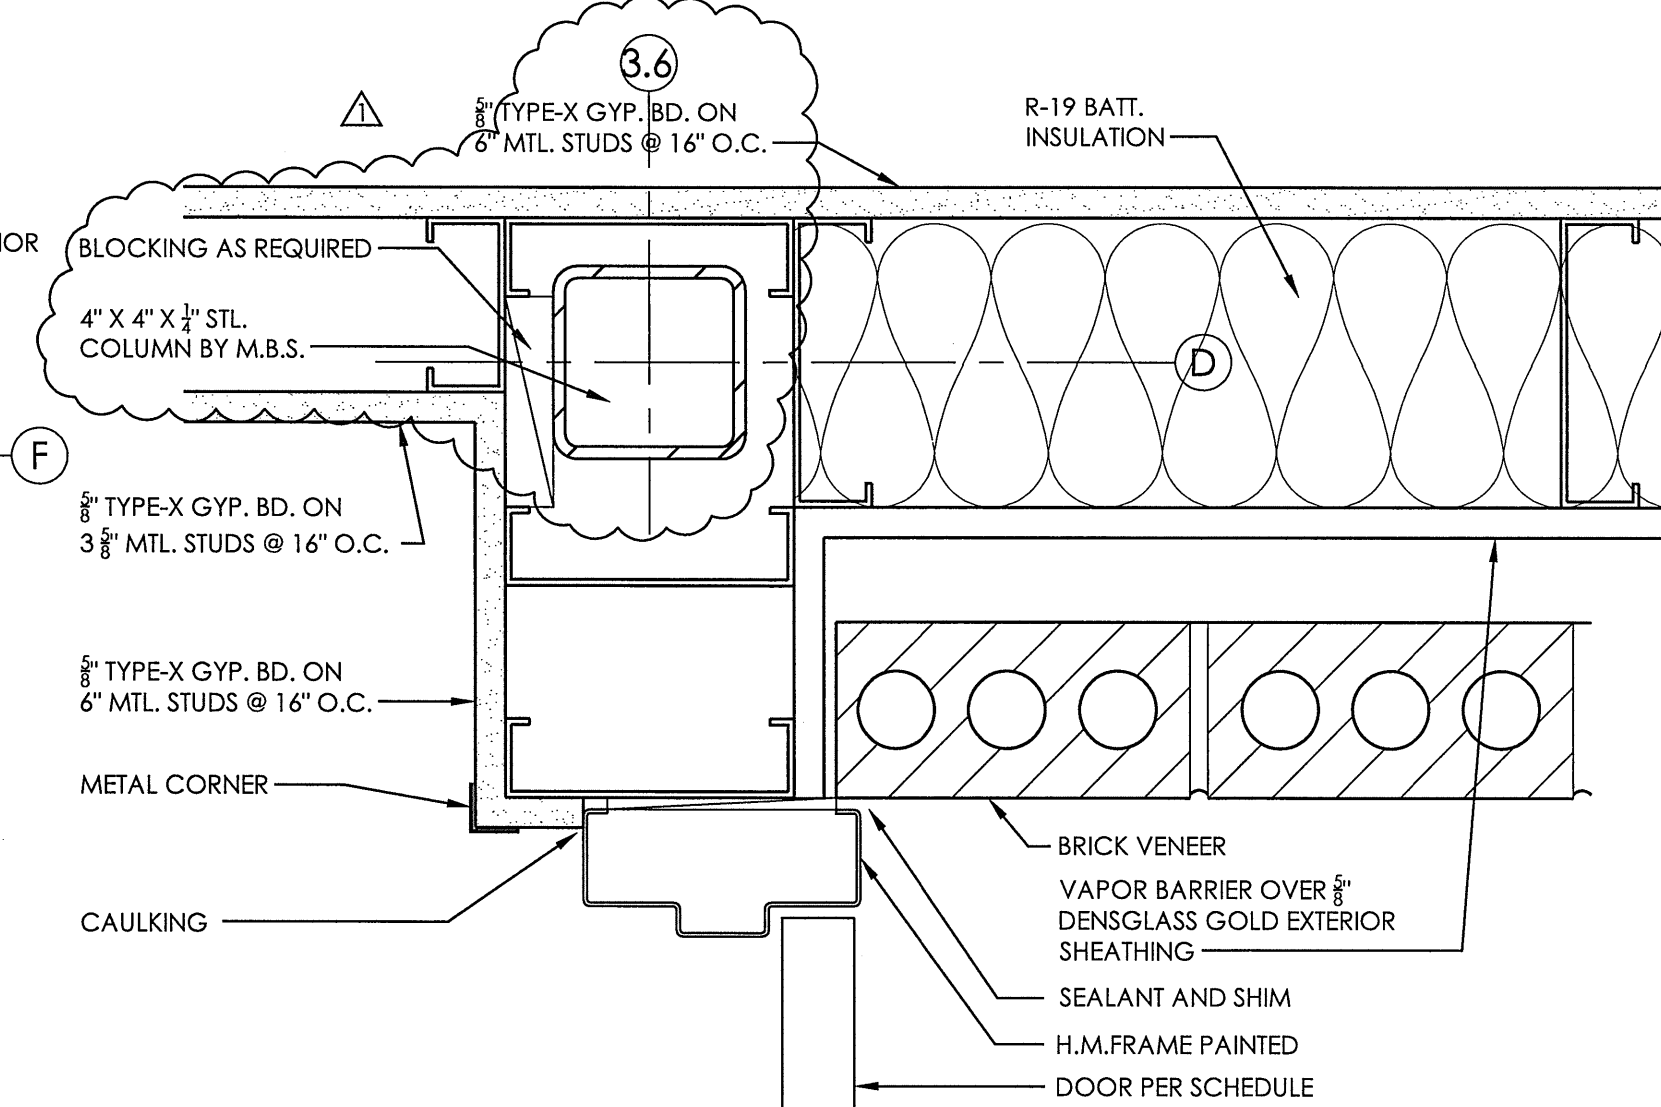 3.6
1
5/8" TYPE-X GYP. BD. ON
6" MTL. STUDS @ 16" O.C.
R-19 BATT.
INSULATION
IOR
BLOCKING AS REQUIRED
4" X 4" X 1/4" STL.
COLUMN BY M.B.S.
D
F
5/8" TYPE-X GYP. BD. ON
3 5/8" MTL. STUDS @ 16" O.C.
5/8" TYPE-X GYP. BD. ON
6" MTL. STUDS @ 16" O.C.
METAL CORNER
CAULKING
BRICK VENEER
VAPOR BARRIER OVER 5/8"
DENSGLASS GOLD EXTERIOR
SHEATHING
SEALANT AND SHIM
H.M.FRAME PAINTED
DOOR PER SCHEDULE